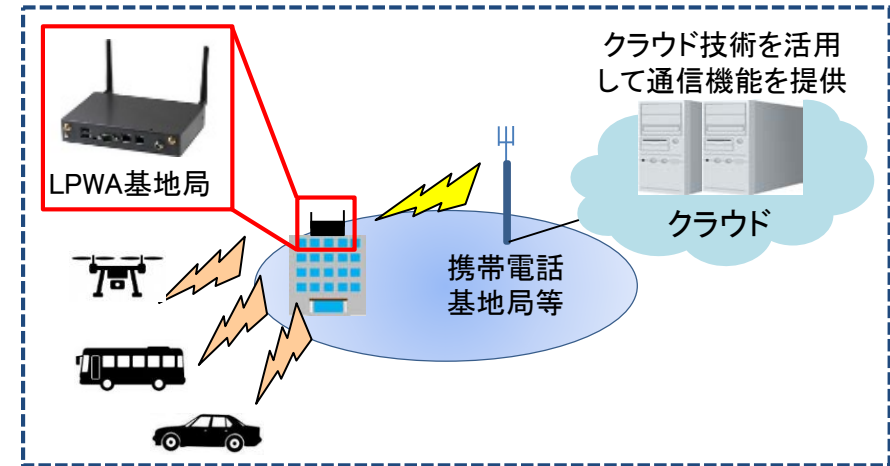 クラウド技術を活用
して通信機能を提供
LPWA基地局
クラウド
携帯電話
基地局等